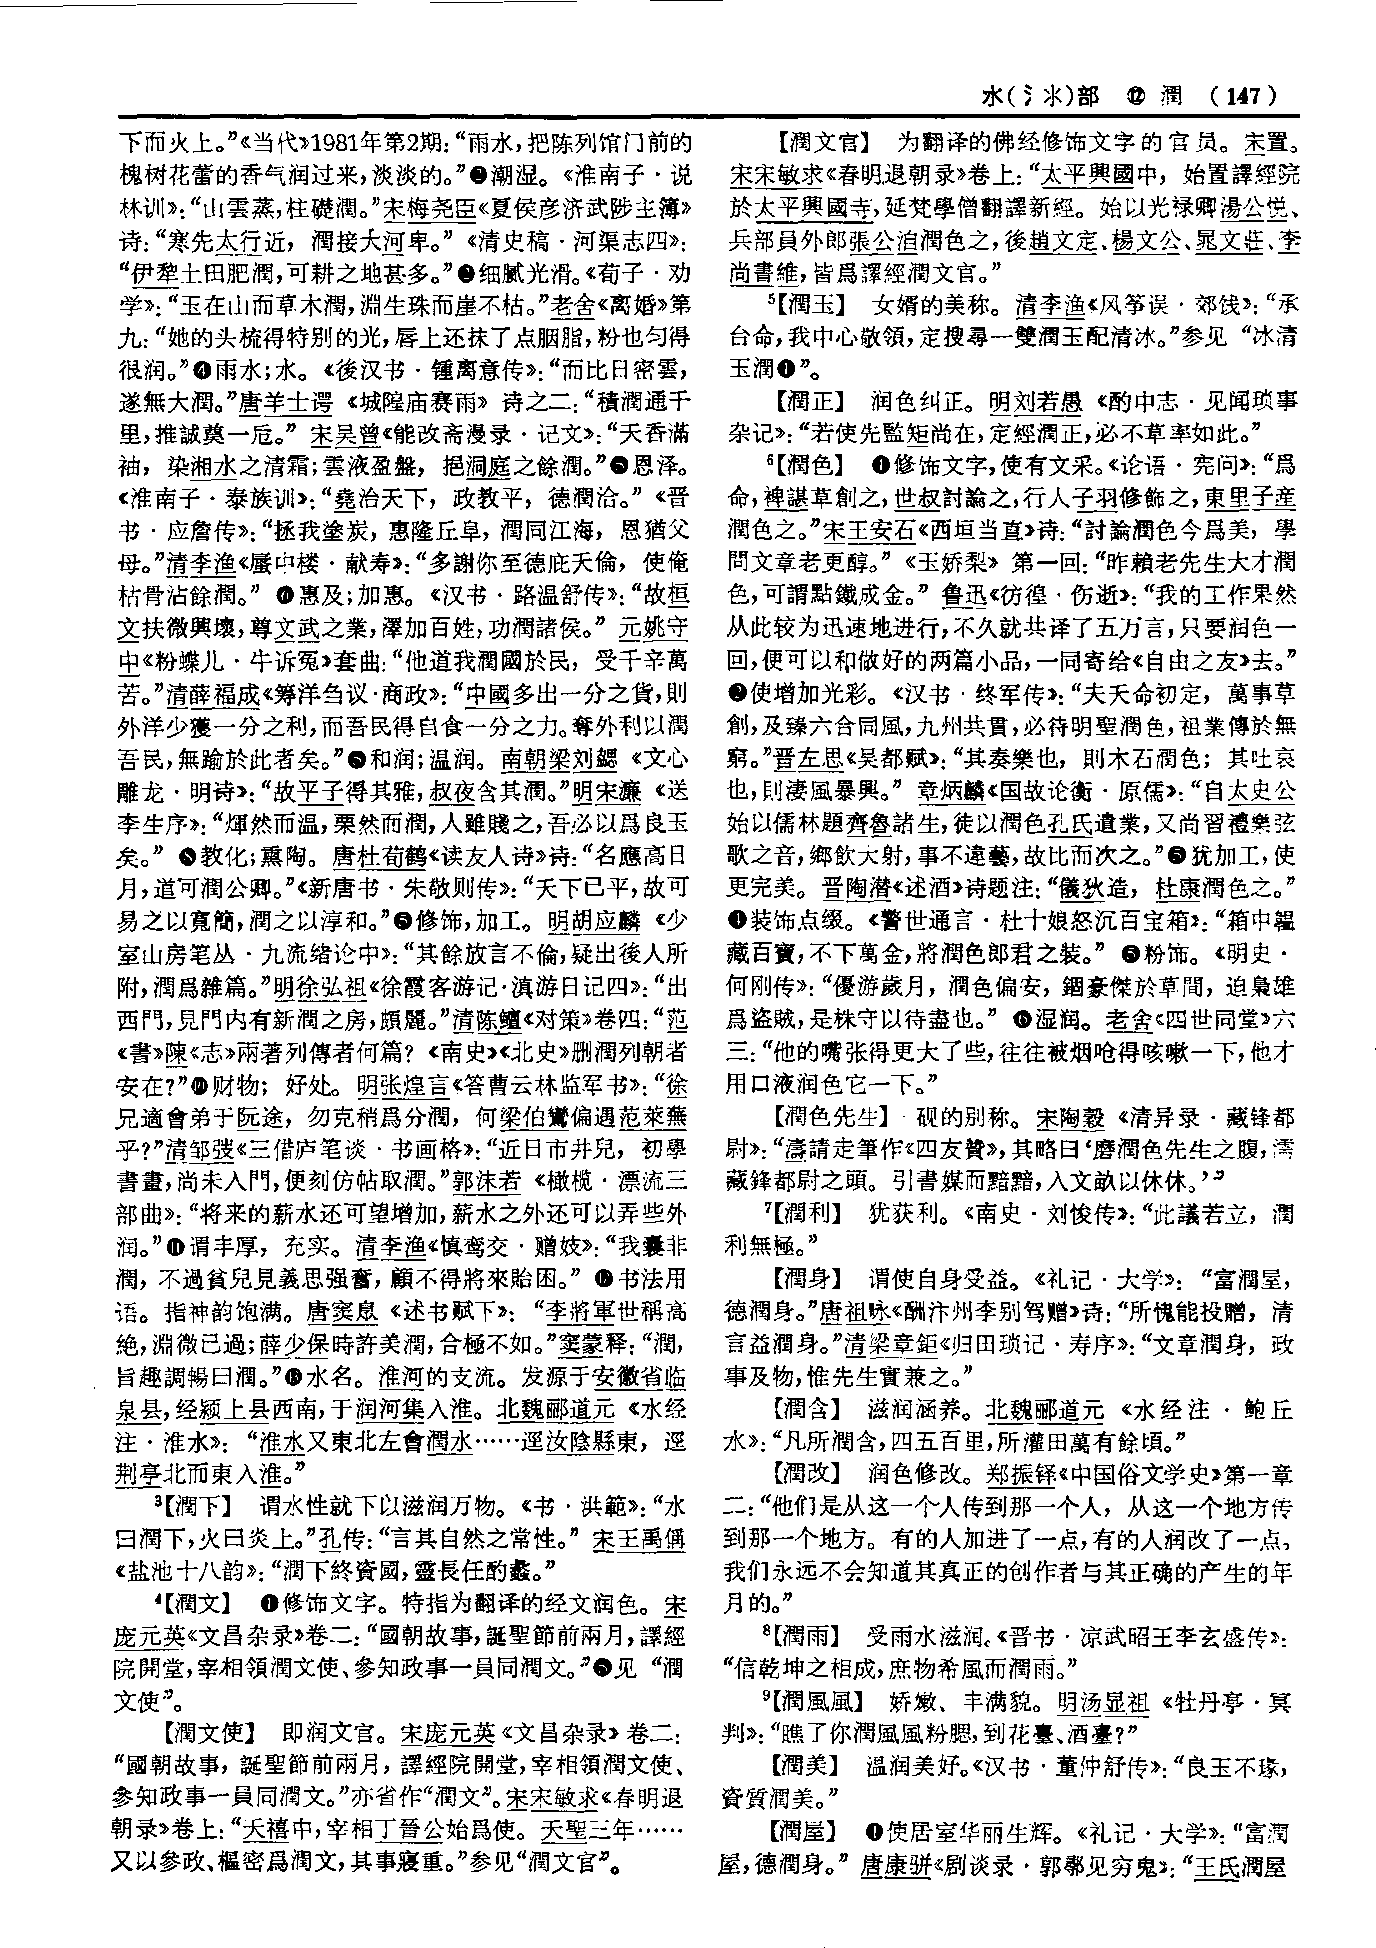 水(氵氺)部 ⑫ 潤 (147)
下而火上。”《当代》1981年第2期:“雨水,把陈列馆门前的
槐树花蕾的香气润过来,淡淡的。”❷潮湿。《淮南子·说
林训》:“山雲蒸,柱礎潤。”宋梅尧臣《夏侯彦济武陟主簿》
诗:“寒先太行近,潤接大河卑。”《清史稿·河渠志四》:
“伊犂土田肥潤,可耕之地甚多。”❸细腻光滑。《荀子·劝
学》:“玉在山而草木潤,淵生珠而崖不枯。”老舍《离婚》第
九:“她的头梳得特别的光,唇上还抹了点胭脂,粉也匀得
很润。”❹雨水;水。《後汉书·锺离意传》:“而比日密雲,
遂無大潤。”唐羊士谔《城隍庙赛雨》诗之二:“積潤通千
里,推誠奠一卮。”宋吴曾《能改斋漫录·记文》:“天香滿
袖,染湘水之清霜;雲液盈盤,挹洞庭之餘潤。”❺恩泽。
《淮南子·泰族训》:“堯治天下,政教平,德潤洽。”《晋
书·应詹传》:“拯我塗炭,惠隆丘阜,潤同江海,恩猶父
母。”清李渔《蜃中楼·献寿》:“多謝你至德庇天倫,使俺
枯骨沾餘潤。”❻惠及;加惠。《汉书·路温舒传》:“故桓
文扶微興壞,尊文武之業,澤加百姓,功潤諸侯。”元姚守
中《粉蝶儿·牛诉冤》套曲:“他道我潤國於民,受千辛萬
苦。”清薛福成《筹洋刍议·商政》:“中國多出一分之貨,則
外洋少獲一分之利,而吾民得自食一分之力。奪外利以潤
吾民,無踰於此者矣。”❼和润;温润。南朝梁刘勰《文心
雕龙·明诗》:“故平子得其雅,叔夜含其潤。”明宋濂《送
李生序》:“煇然而温,栗然而潤,人雖賤之,吾必以爲良玉
矣。”❽教化;熏陶。唐杜荀鹤《读友人诗》诗:“名應高日
月,道可潤公卿。”《新唐书·朱敬则传》:“天下已平,故可
易之以寬簡,潤之以淳和。”❾修饰,加工。明胡应麟《少
室山房笔丛·九流绪论中》:“其餘放言不倫,疑出後人所
附,潤爲雜篇。”明徐弘祖《徐霞客游记·滇游日记四》:“出
西門,見門内有新潤之房,頗麗。”清陈鳣《对策》卷四:“范
《書》陳《志》兩著列傳者何篇?《南史》《北史》删潤列朝者
安在?”❿财物;好处。明张煌言《答曹云林监军书》:“徐
兄適會弟于阮途,勿克稍爲分潤,何梁伯鸞偏遇范萊蕪
乎?”清邹弢《三借庐笔谈·书画格》:“近日市井兒,初學
書畫,尚未入門,便刻仿帖取潤。”郭沫若《橄榄·漂流三
部曲》:“将来的薪水还可望增加,薪水之外还可以弄些外
润。”⓫谓丰厚,充实。清李渔《慎鸾交·赠妓》:“我囊非
潤,不過貧兒見義思强奮,顧不得將來貽困。”⓬书法用
语。指神韵饱满。唐窦臮《述书赋下》:“李將軍世稱高
絶,淵微已過;薛少保時許美潤,合極不如。”窦蒙释:“潤,
旨趣調暢曰潤。”⓭水名。淮河的支流。发源于安徽省临
泉县,经颍上县西南,于润河集入淮。北魏郦道元《水经
注·淮水》:“淮水又東北左會潤水……逕汝陰縣東,逕
荆亭北而東入淮。”
³【潤下】 谓水性就下以滋润万物。《书·洪範》:“水
曰潤下,火曰炎上。”孔传:“言其自然之常性。”宋王禹偁
《盐池十八韵》:“潤下終資國,靈長任酌蠡。”
⁴【潤文】 ❶修饰文字。特指为翻译的经文润色。宋
庞元英《文昌杂录》卷二:“國朝故事,誕聖節前兩月,譯經
院開堂,宰相領潤文使、參知政事一員同潤文。”❷见“潤
文使”。
【潤文使】 即润文官。宋庞元英《文昌杂录》卷二:
“國朝故事,誕聖節前兩月,譯經院開堂,宰相領潤文使、
參知政事一員同潤文。”亦省作“潤文”。宋宋敏求《春明退
朝录》卷上:“天禧中,宰相丁晉公始爲使。天聖三年……
又以參政、樞密爲潤文,其事寖重。”参见“潤文官”。
【潤文官】 为翻译的佛经修饰文字的官员。宋置。
宋宋敏求《春明退朝录》卷上:“太平興國中,始置譯經院
於太平興國寺,延梵學僧翻譯新經。始以光禄卿湯公悦、
兵部員外郎張公洎潤色之,後趙文定、楊文公、晁文莊、李
尚書維,皆爲譯經潤文官。”
⁵【潤玉】 女婿的美称。清李渔《风筝误·郊饯》:“承
台命,我中心敬領,定搜尋一雙潤玉配清冰。”参见“冰清
玉潤❶”。
【潤正】 润色纠正。明刘若愚《酌中志·见闻琐事
杂记》:“若使先監矩尚在,定經潤正,必不草率如此。”
⁶【潤色】 ❶修饰文字,使有文采。《论语·宪问》:“爲
命,裨諶草創之,世叔討論之,行人子羽修飾之,東里子産
潤色之。”宋王安石《西垣当直》诗:“討論潤色今爲美,學
問文章老更醇。”《玉娇梨》第一回:“昨賴老先生大才潤
色,可謂點鐵成金。”鲁迅《彷徨·伤逝》:“我的工作果然
从此较为迅速地进行,不久就共译了五万言,只要润色一
回,便可以和做好的两篇小品,一同寄给《自由之友》去。”
❷使增加光彩。《汉书·终军传》:“夫天命初定,萬事草
創,及臻六合同風,九州共貫,必待明聖潤色,祖業傳於無
窮。”晋左思《吴都赋》:“其奏樂也,則木石潤色;其吐哀
也,則淒風暴興。”章炳麟《国故论衡·原儒》:“自太史公
始以儒林題齊魯諸生,徒以潤色孔氏遺業,又尚習禮樂弦
歌之音,鄉飲大射,事不違藝,故比而次之。”❸犹加工,使
更完美。晋陶潜《述酒》诗题注:“儀狄造,杜康潤色之。”
❹装饰点缀。《警世通言·杜十娘怒沉百宝箱》:“箱中韞
藏百寶,不下萬金,將潤色郎君之裝。”❺粉饰。《明史·
何刚传》:“優游歲月,潤色偏安,錮豪傑於草間,迫梟雄
爲盜賊,是株守以待盡也。”❻湿润。老舍《四世同堂》六
三:“他的嘴张得更大了些,往往被烟呛得咳嗽一下,他才
用口液润色它一下。”
【潤色先生】 砚的别称。宋陶穀《清异录·藏锋都
尉》:“濤請走筆作《四友贊》,其略曰‘磨潤色先生之腹,濡
藏鋒都尉之頭。引書媒而黯黯,入文畝以休休。’”
⁷【潤利】 犹获利。《南史·刘悛传》:“此議若立,潤
利無極。”
【潤身】 谓使自身受益。《礼记·大学》:“富潤屋,
德潤身。”唐祖咏《酬汴州李别驾赠》诗:“所愧能投贈,清
言益潤身。”清梁章鉅《归田琐记·寿序》:“文章潤身,政
事及物,惟先生實兼之。”
【潤含】 滋润涵养。北魏郦道元《水经注·鲍丘
水》:“凡所潤含,四五百里,所灌田萬有餘頃。”
【潤改】 润色修改。郑振铎《中国俗文学史》第一章
二:“他们是从这一个人传到那一个人,从这一个地方传
到那一个地方。有的人加进了一点,有的人润改了一点,
我们永远不会知道其真正的创作者与其正确的产生的年
月的。”
⁸【潤雨】 受雨水滋润。《晋书·凉武昭王李玄盛传》:
“信乾坤之相成,庶物希風而潤雨。”
⁹【潤風風】 娇嫩、丰满貌。明汤显祖《牡丹亭·冥
判》:“瞧了你潤風風粉腮,到花臺、酒臺?”
【潤美】 温润美好。《汉书·董仲舒传》:“良玉不瑑,
資質潤美。”
【潤屋】 ❶使居室华丽生辉。《礼记·大学》:“富潤
屋,德潤身。”唐康骈《剧谈录·郭鄩见穷鬼》:“王氏潤屋